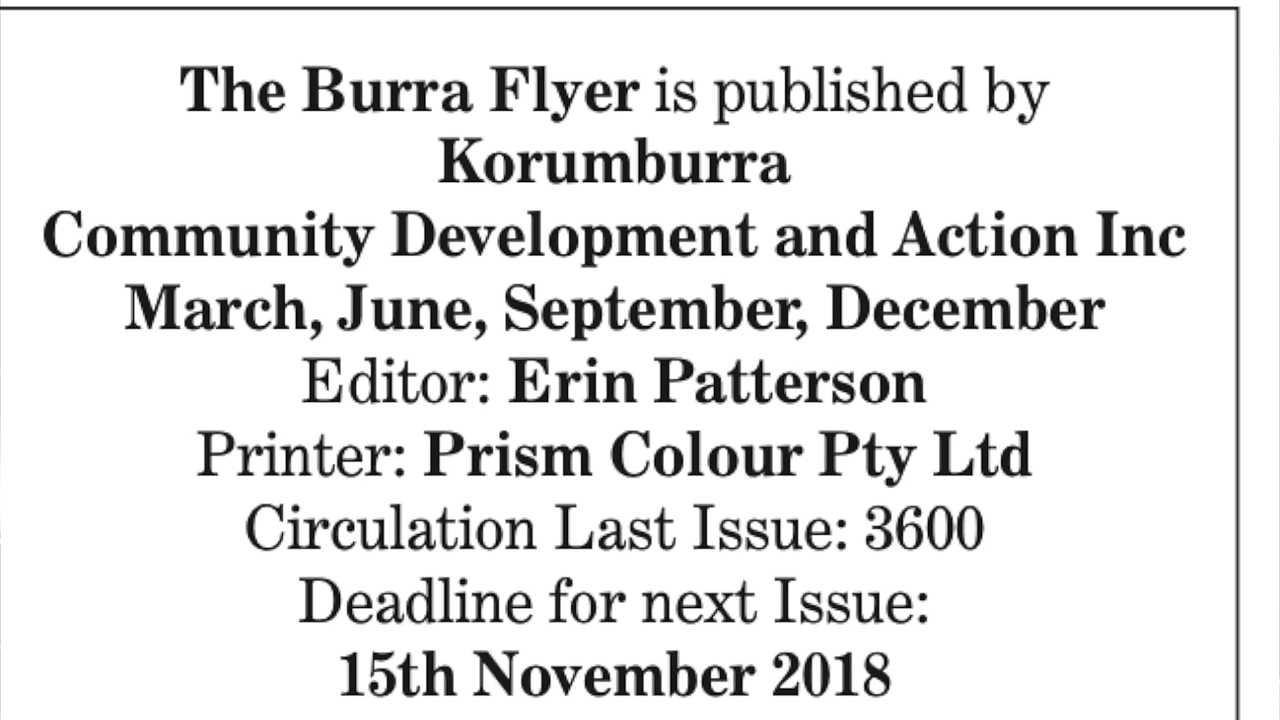 The Burra Flyer is published by
Korumburra
Community Development and Action Inc
March, June, September, December
Editor: Erin Patterson
Printer: Prism Colour Pty Ltd
Circulation Last Issue: 3600
Deadline for next Issue:
15th November 2018